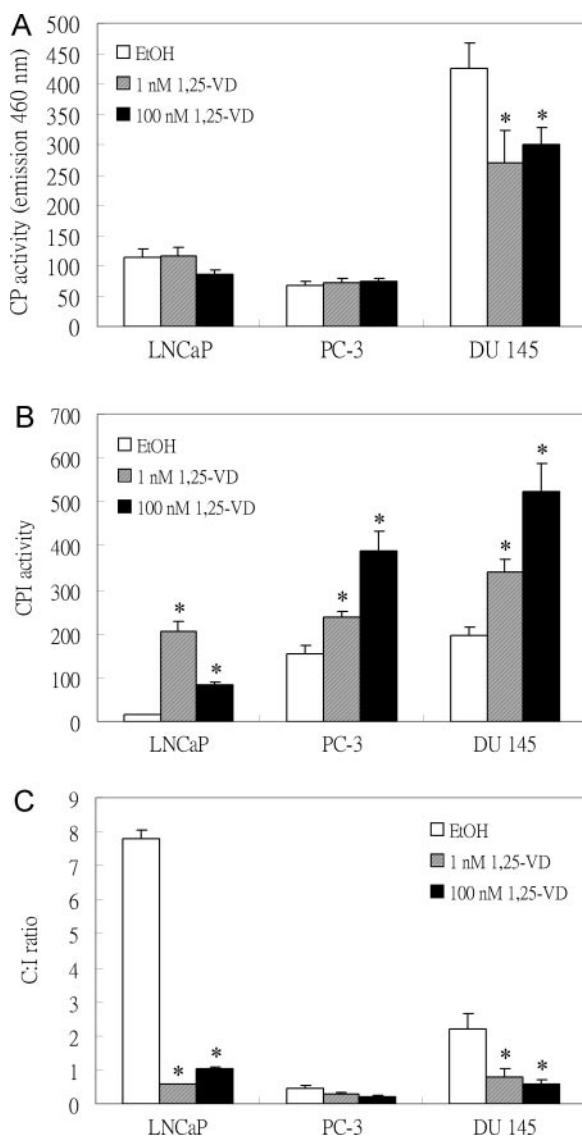 A
CP activity (emission 460 nm)
500
450
400
350
300
250
200
150
100
50
0
EtOH
1 nM 1,25-VD
100 nM 1,25-VD
* *
LNCaP PC-3 DU 145
B
CPI activity
700
600
500
400
300
200
100
0
EtOH
1 nM 1,25-VD
100 nM 1,25-VD
* * * * * *
LNCaP PC-3 DU 145
C
C:I ratio
9
8
7
6
5
4
3
2
1
0
EtOH
1 nM 1,25-VD
100 nM 1,25-VD
* * * *
LNCaP PC-3 DU 145